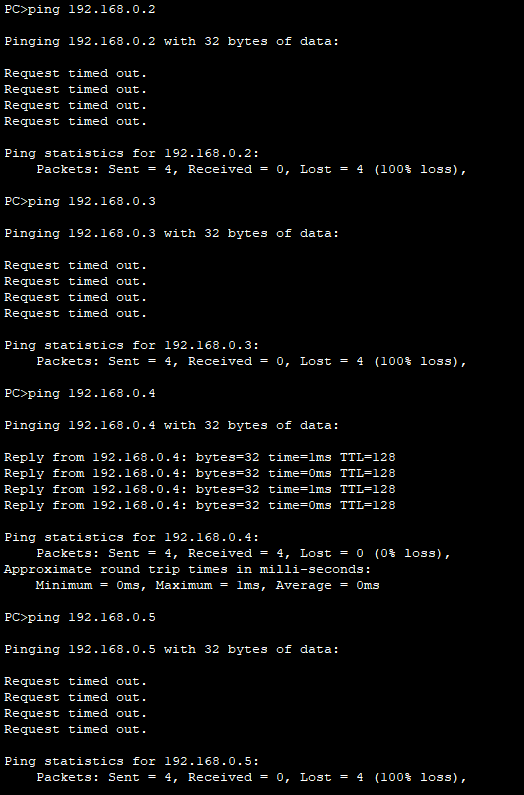 PC>ping 192.168.0.2
Pinging 192.168.0.2 with 32 bytes of data:
Request timed out.
Request timed out.
Request timed out.
Request timed out.
Ping statistics for 192.168.0.2:
Packets: Sent = 4, Received = 0, Lost = 4 (100% loss),
PC>ping 192.168.0.3
Pinging 192.168.0.3 with 32 bytes of data:
Request timed out.
Request timed out.
Request timed out.
Request timed out.
Ping statistics for 192.168.0.3:
Packets: Sent = 4, Received = 0, Lost = 4 (100% loss),
PC>ping 192.168.0.4
Pinging 192.168.0.4 with 32 bytes of data:
Reply from 192.168.0.4: bytes=32 time=1ms TTL=128
Reply from 192.168.0.4: bytes=32 time=0ms TTL=128
Reply from 192.168.0.4: bytes=32 time=1ms TTL=128
Reply from 192.168.0.4: bytes=32 time=0ms TTL=128
Ping statistics for 192.168.0.4:
Packets: Sent = 4, Received = 4, Lost = 0 (0% loss),
Approximate round trip times in milli-seconds:
Minimum = 0ms, Maximum = 1ms, Average = 0ms
PC>ping 192.168.0.5
Pinging 192.168.0.5 with 32 bytes of data:
Request timed out.
Request timed out.
Request timed out.
Request timed out.
Ping statistics for 192.168.0.5:
Packets: Sent = 4, Received = 0, Lost = 4 (100% loss),